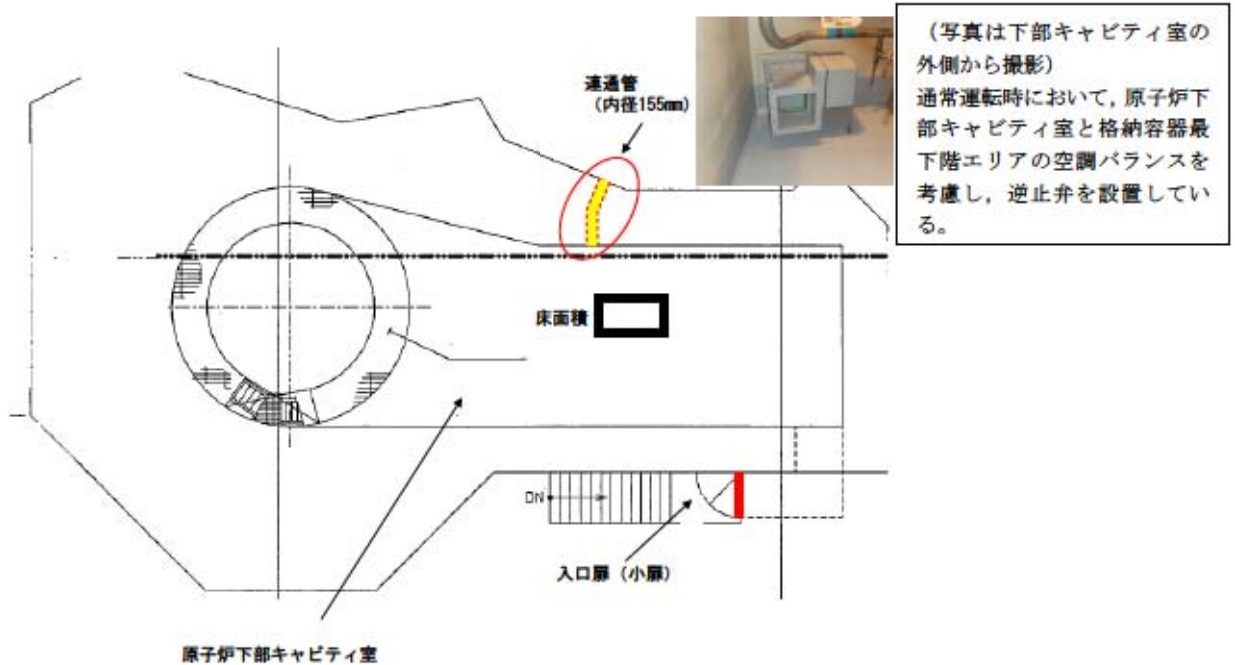 （写真は下部キャビティ室の
外側から撮影）
通常運転時において，原子炉下
部キャビティ室と格納容器最
下階エリアの空調バランスを
考慮し，逆止弁を設置してい
る。
連通管
（内径155mm）
床面積
DN
入口扉（小扉）
原子炉下部キャビティ室